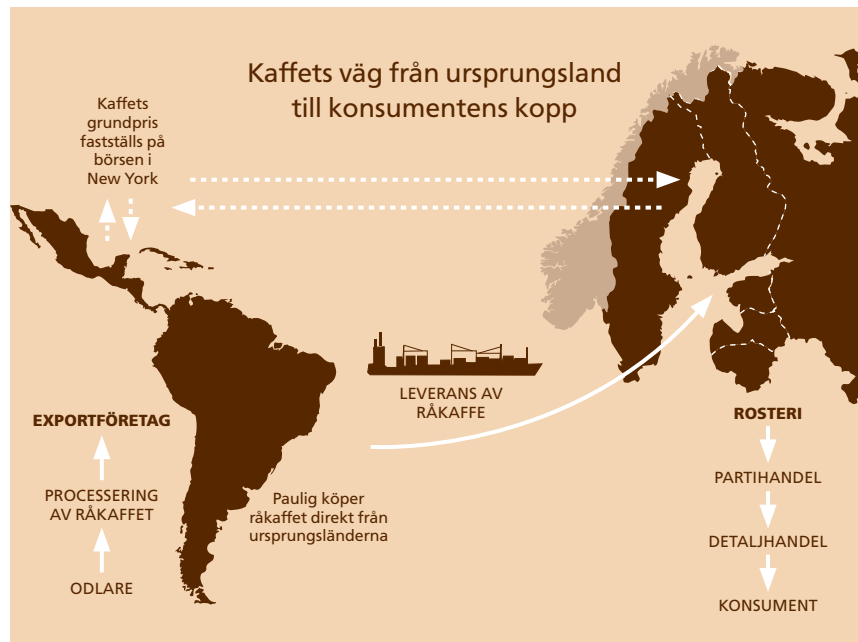 Kaffets väg från ursprungsland
till konsumentens kopp
Kaffets
grundpris
fastställs på
börsen i
New York
LEVERANS AV
RÅKAFFE
EXPORTFÖRETAG
PROCESSERING
AV RÅKAFFET
ODLARE
Paulig köper
råkaffet direkt från
ursprungsländerna
ROSTERI
PARTIHANDEL
DETALJHANDEL
KONSUMENT